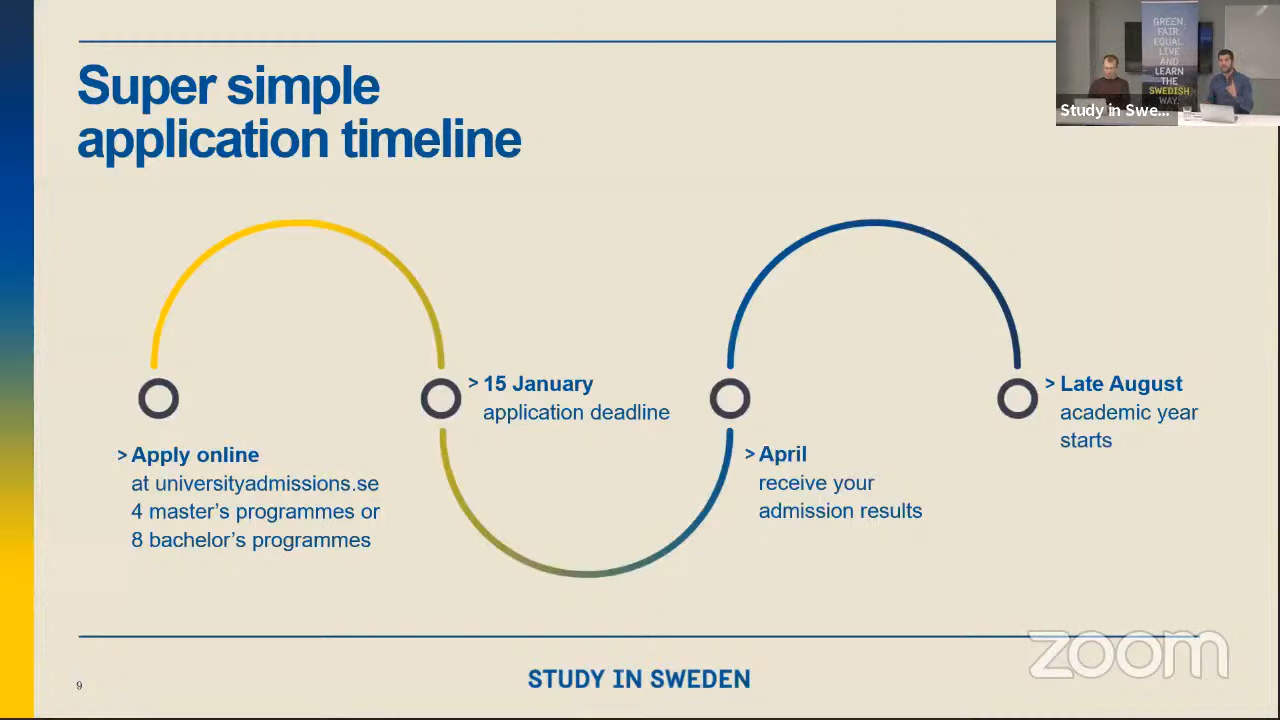 Super simple
application timeline
GREEN,
FAIR,
EQUAL
LIVE
AND
LEARN
THE
SWEDISH
WAY.
Study in Swe...
> 15 January
application deadline
> Late August
academic year
starts
> Apply online
at universityadmissions.se
4 master's programmes or
8 bachelor's programmes
> April
receive your
admission results
zoom
9
STUDY IN SWEDEN